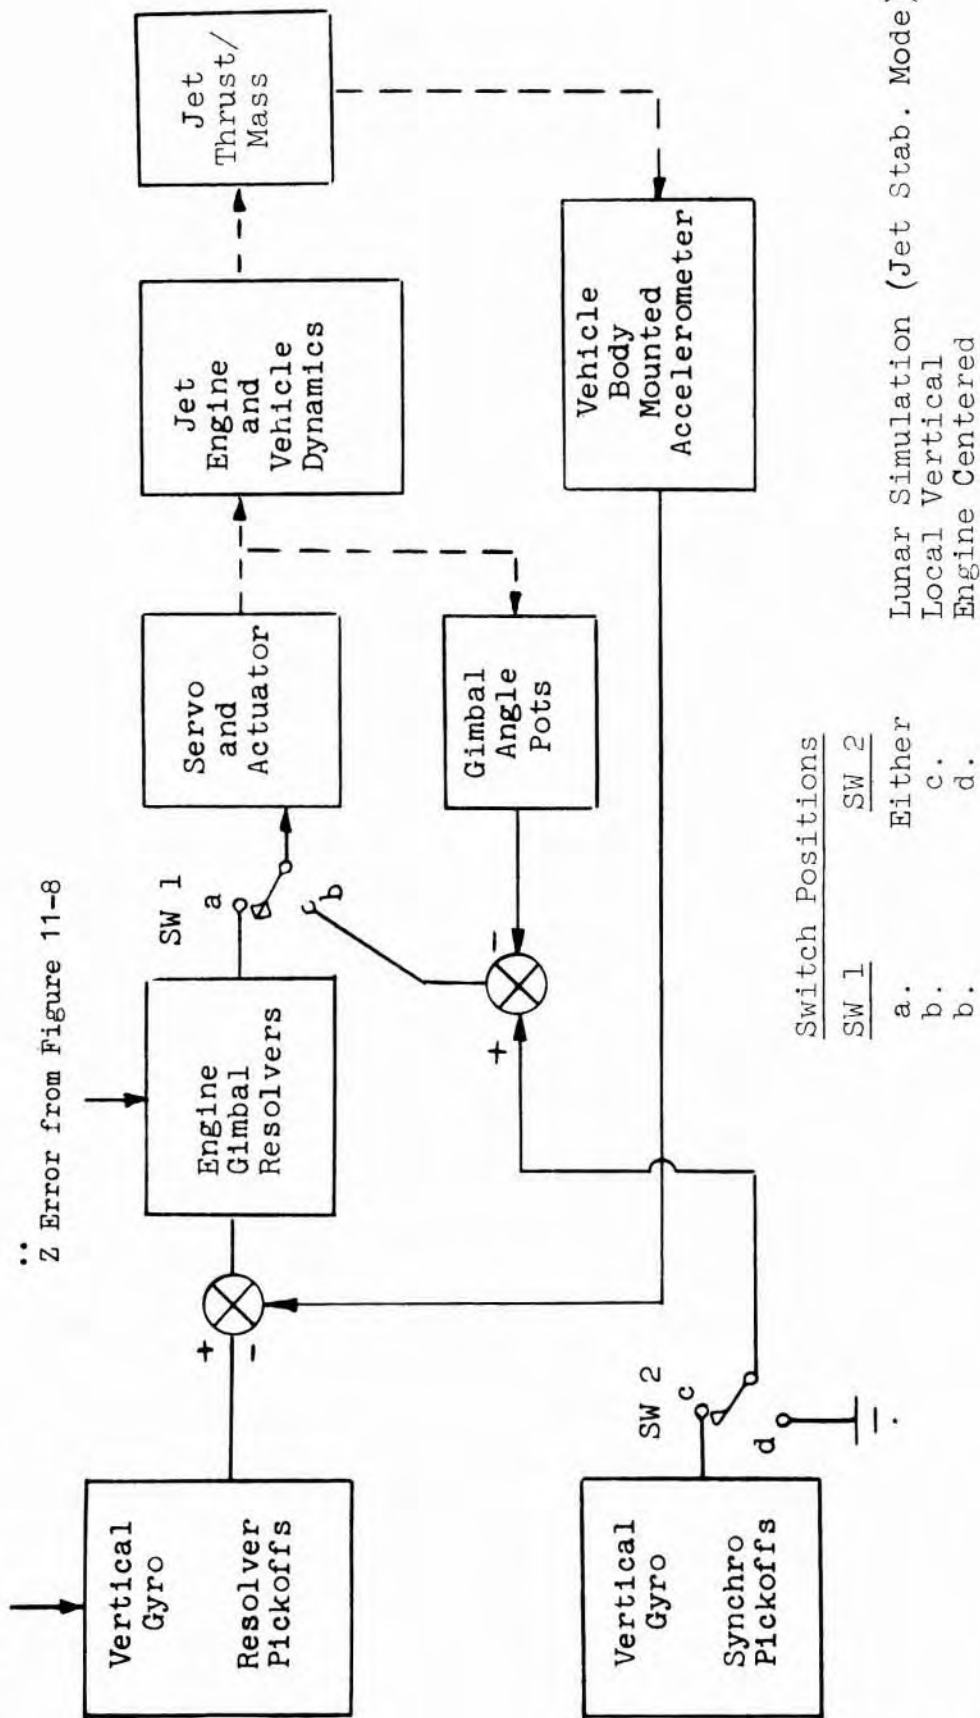 Z̈ Error from Figure 11-8
Vertical
Gyro
Resolver
Pickoffs
+
-
Engine
Gimbal
Resolvers
SW 1
a
b
Servo
and
Actuator
Jet
Engine
and
Vehicle
Dynamics
Jet
Thrust/
Mass
Gimbal
Angle
Pots
+
-
Vehicle
Body
Mounted
Accelerometer
Vertical
Gyro
Synchro
Pickoffs
SW 2
c
d
Switch Positions
SW 1 SW 2
a. Either Lunar Simulation (Jet Stab. Mode)
b. c. Local Vertical
b. d. Engine Centered